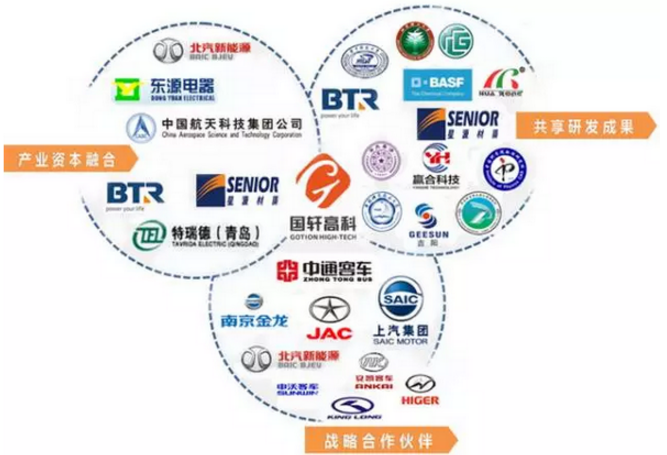 北汽新能源
BAIC BJEV
东源电器
DONG YUAN ELECTRICAL
中国航天科技集团公司
China Aerospace Science and Technology Corporation
产业资本融合
BTR
power your life
SENIOR
星源材质
特瑞德（青岛）
TAVRIDA ELECTRIC (QINGDAO)
国轩高科
GOTION HIGH-TECH
BASF
The Chemical Company
BTR
power your life
SENIOR
星源材质
共享研发成果
YH
赢合科技
YINGHE TECHNOLOGY
GEESUN
吉阳
中通客车
ZHONG TONG BUS
南京金龙
JAC
SAIC
上汽集团
SAIC MOTOR
北汽新能源
BAIC BJEV
安凯客车
ANKAI
申沃客车
SUNWIN
HIGER
KING LONG
战略合作伙伴